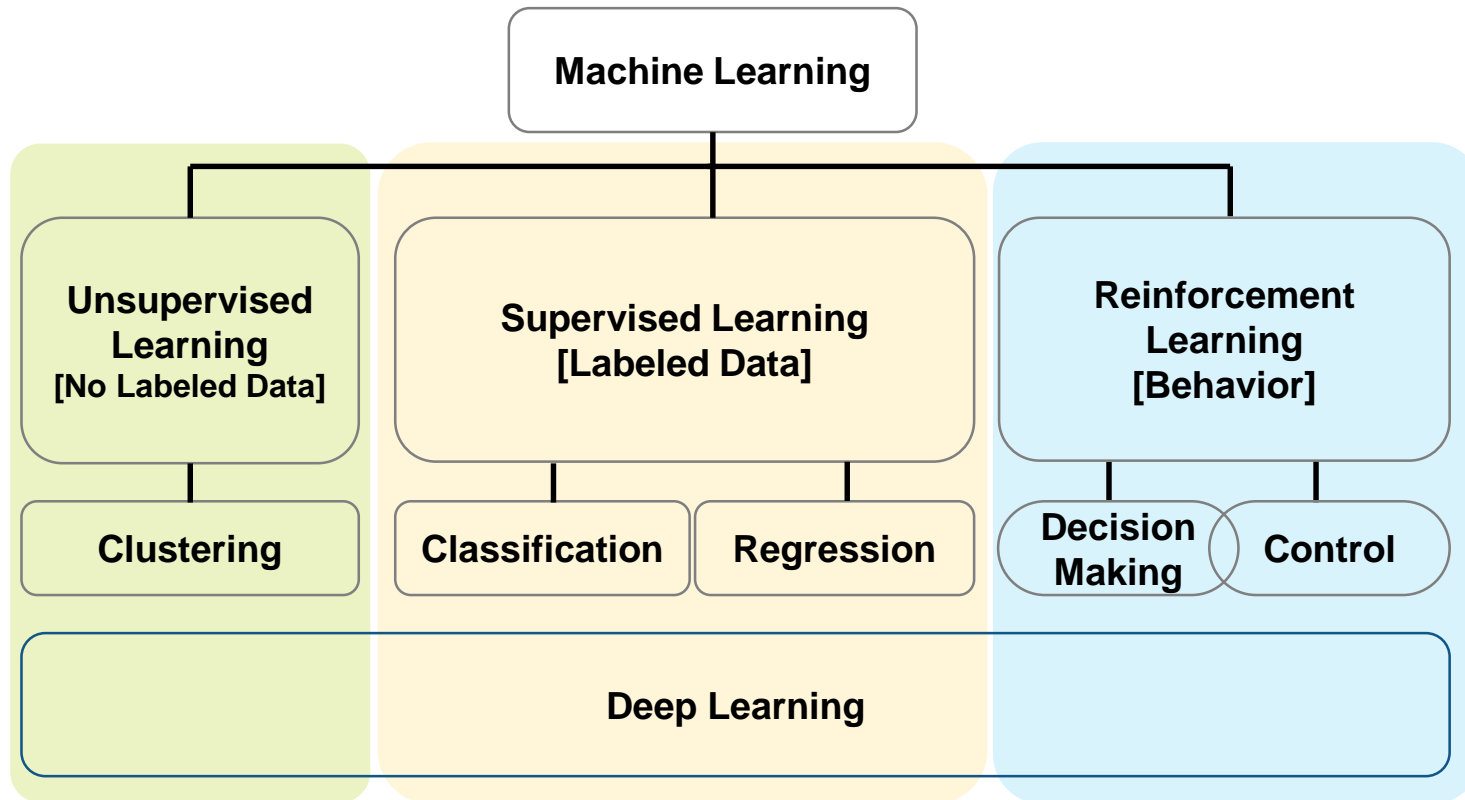 Machine Learning
Unsupervised
Learning
[No Labeled Data]
Supervised Learning
[Labeled Data]
Reinforcement
Learning
[Behavior]
Clustering
Classification
Regression
Decision
Making
Control
Deep Learning